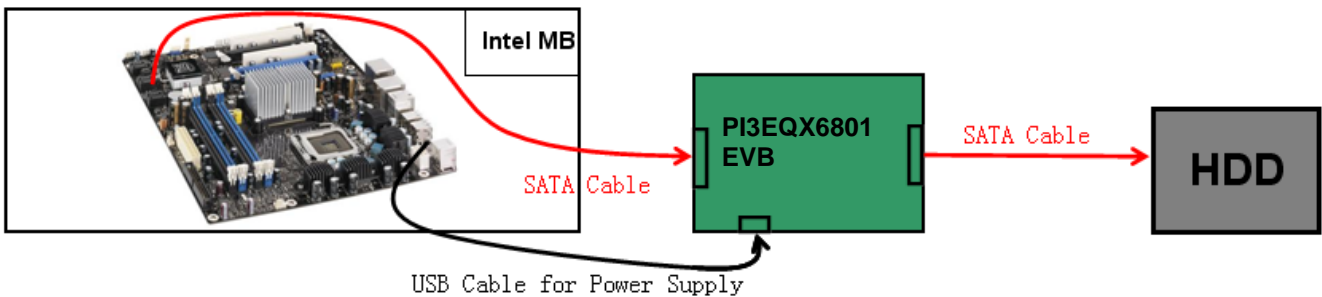 Intel MB
PI3EQX6801
EVB
SATA Cable
SATA Cable
HDD
USB Cable for Power Supply